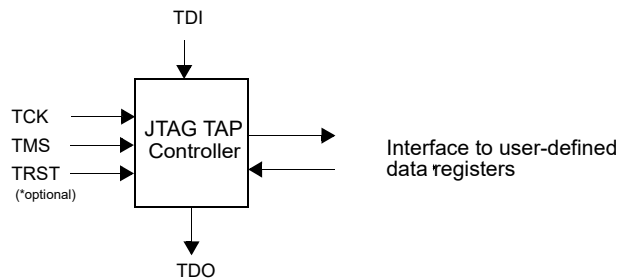 TDI
TCK
TMS
TRST
(*optional)
JTAG TAP
Controller
Interface to user-defined
data registers
TDO